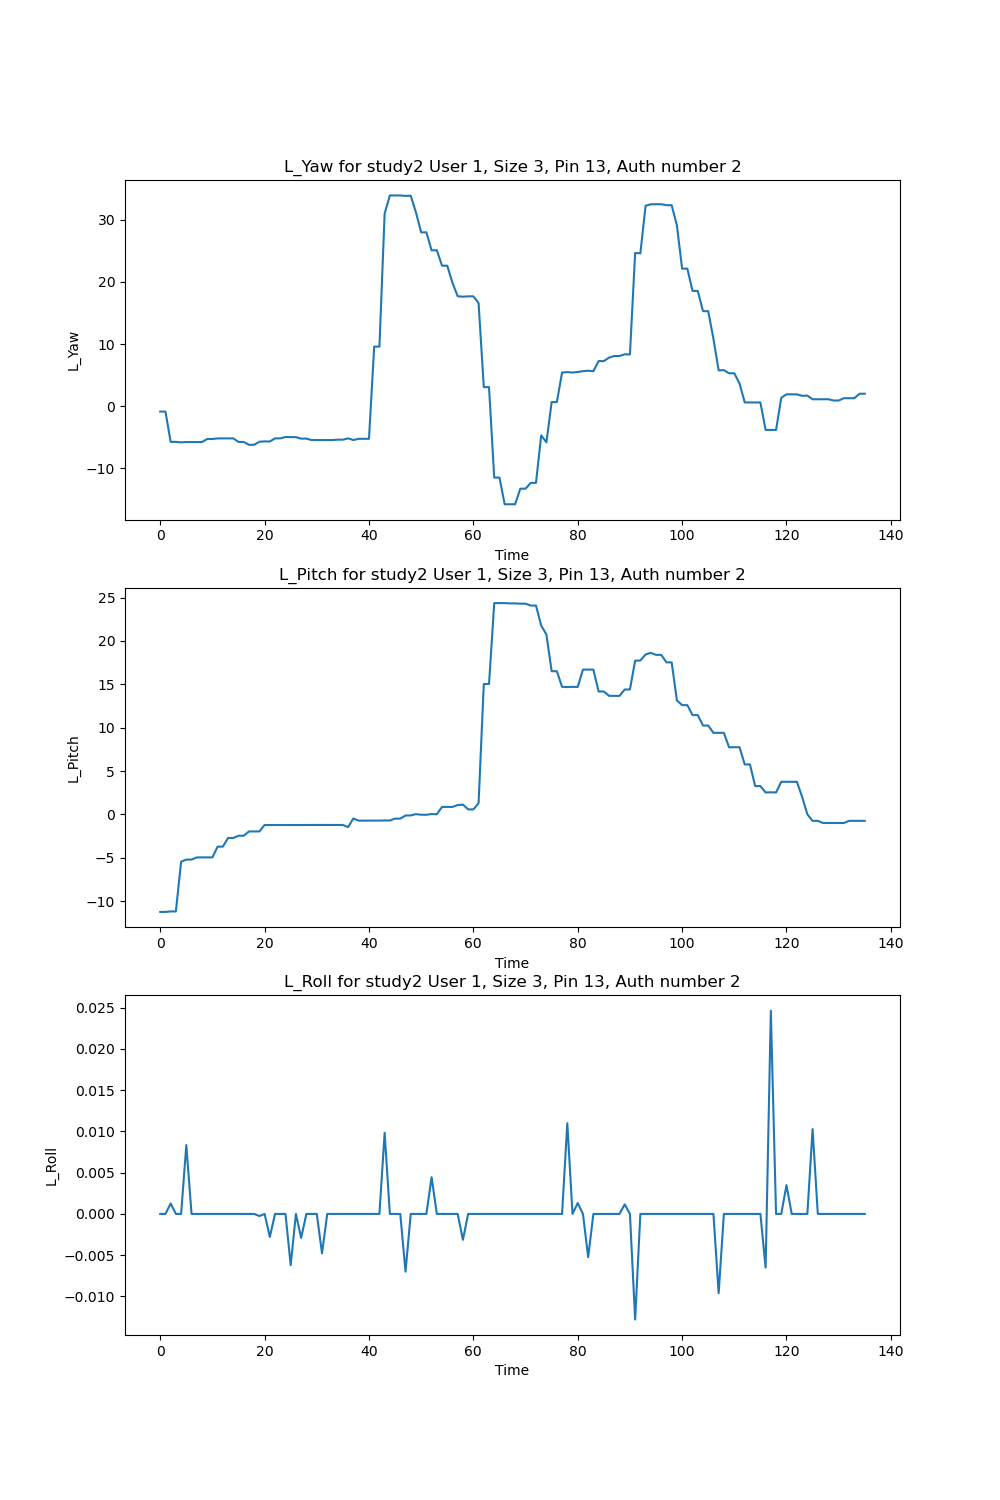 L_Yaw for study2 User 1, Size 3, Pin 13, Auth number 2
30
20
10
0
−10
L_Yaw
0 20 40 60 80 100 120 140
Time
L_Pitch for study2 User 1, Size 3, Pin 13, Auth number 2
25
20
15
10
5
0
−5
−10
L_Pitch
0 20 40 60 80 100 120 140
Time
L_Roll for study2 User 1, Size 3, Pin 13, Auth number 2
0.025
0.020
0.015
0.010
0.005
0.000
−0.005
−0.010
L_Roll
0 20 40 60 80 100 120 140
Time